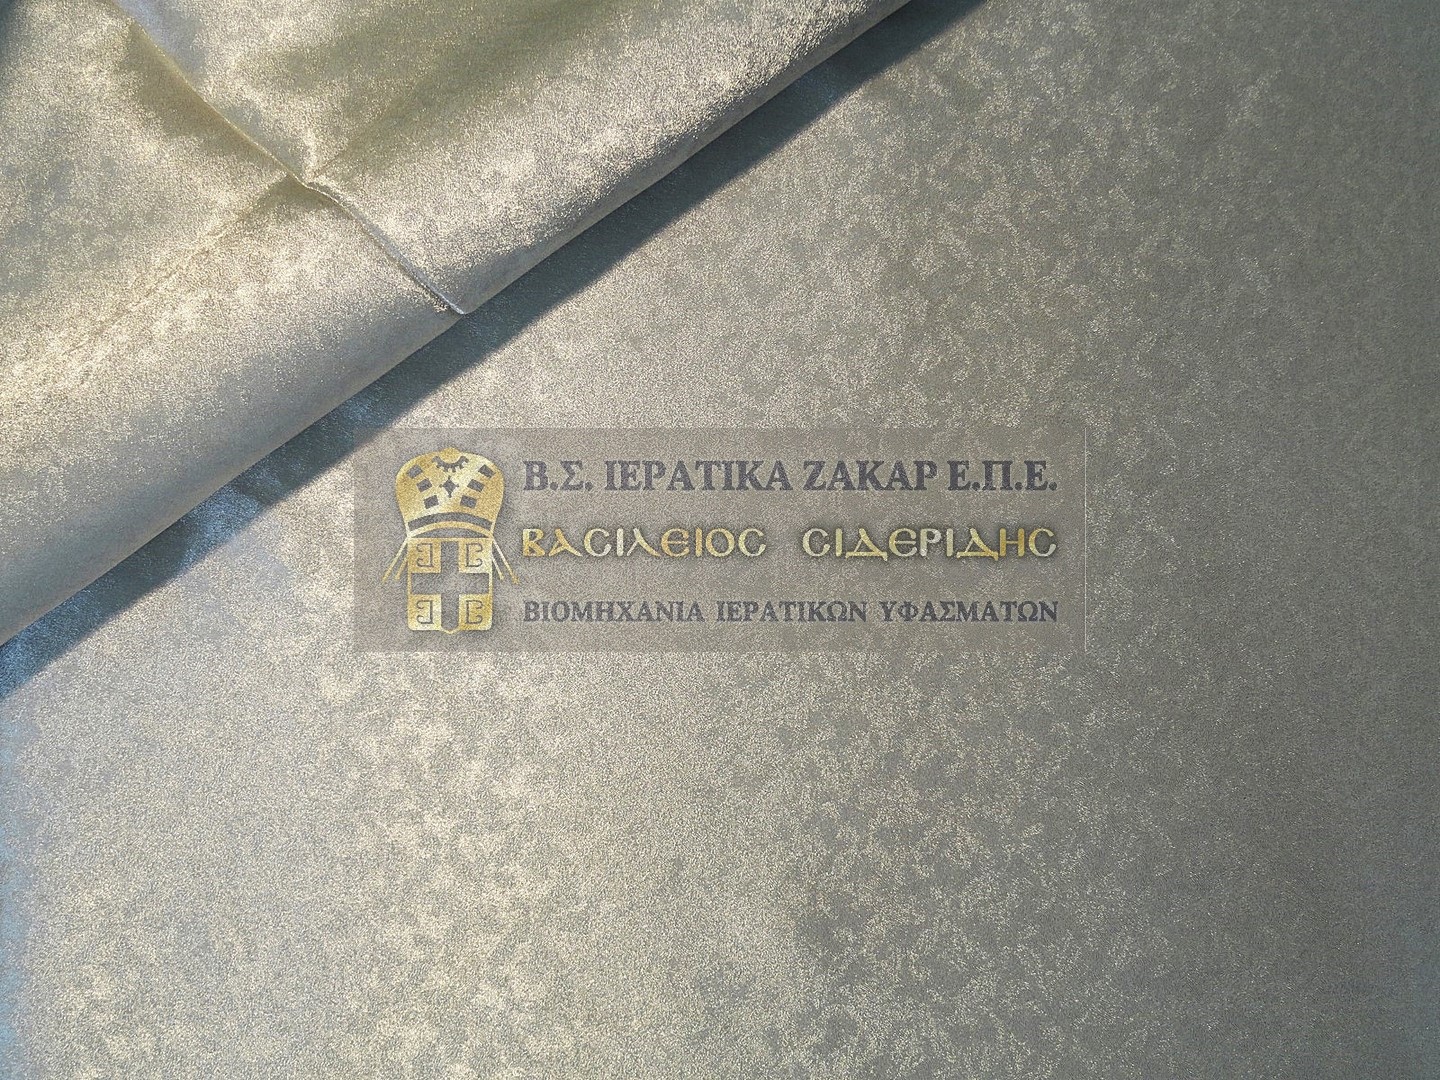 Β.Σ. ΙΕΡΑΤΙΚΑ ΖΑΚΑΡ Ε.Π.Ε.
ΒΑΣΙΛΕΙΟΣ ΣΙΔΕΡΙΔΗΣ
ΒΙΟΜΗΧΑΝΙΑ ΙΕΡΑΤΙΚΩΝ ΥΦΑΣΜΑΤΩΝ